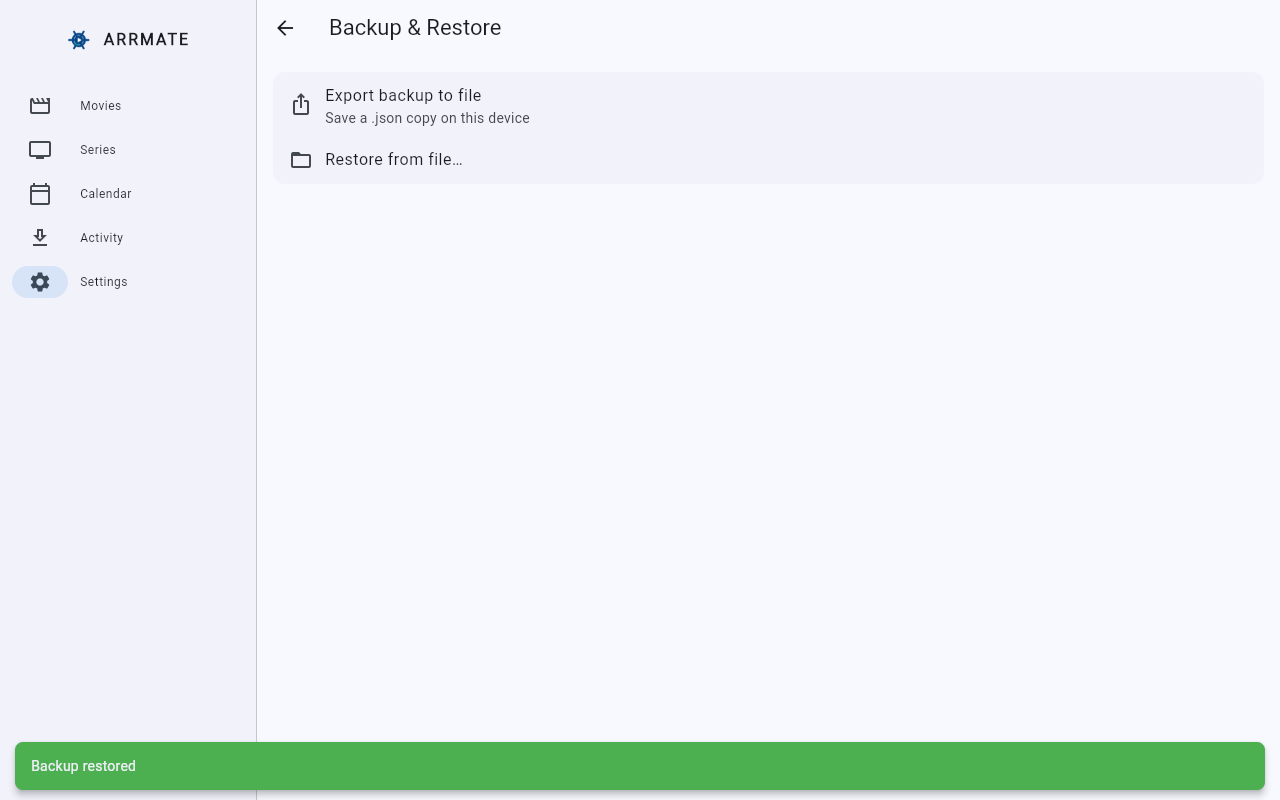 ARRMATE
Backup & Restore
Movies
Series
Calendar
Activity
Settings
Export backup to file
Save a .json copy on this device
Restore from file…
Backup restored